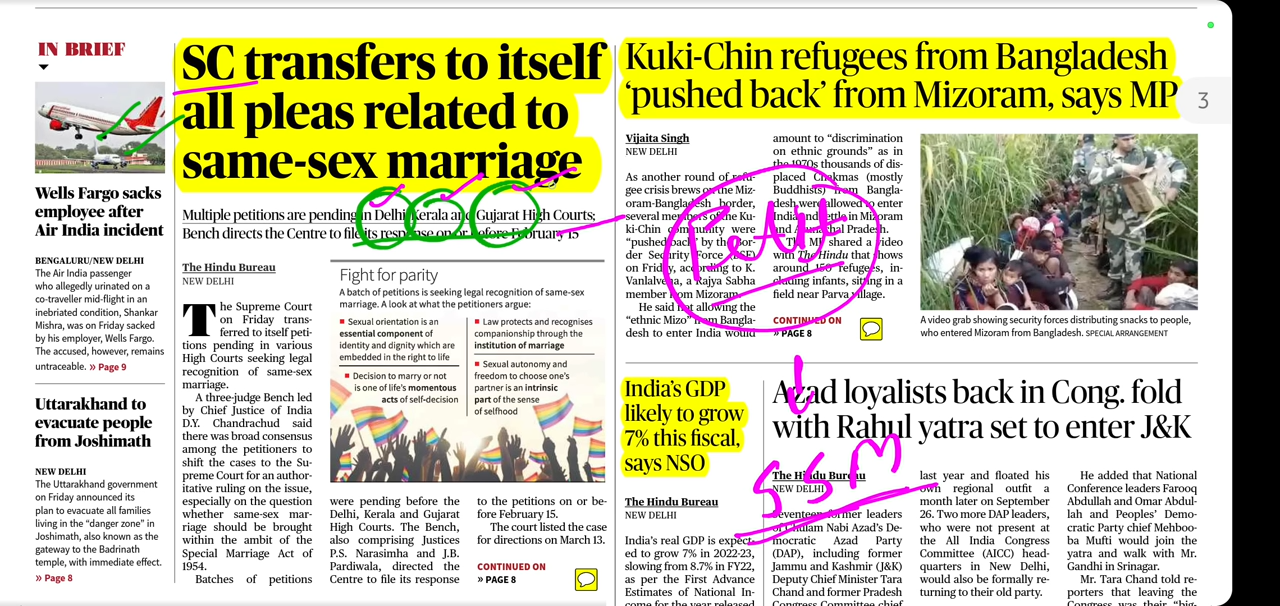 IN BRIEF
Wells Fargo sacks
employee after
Air India incident
BENGALURU/NEW DELHI
The Air India passenger
who allegedly urinated on a
co-traveller mid-flight in an
inebriated condition, Shankar
Mishra, was on Friday sacked
by his employer, Wells Fargo.
The accused, however, remains
untraceable. » Page 9
Uttarakhand to
evacuate people
from Joshimath
NEW DELHI
The Uttarakhand government
on Friday announced its
plan to evacuate all families
living in the “danger zone” in
Joshimath, also known as the
gateway to the Badrinath
temple, with immediate effect.
» Page 8
SC transfers to itself
all pleas related to
same-sex marriage
Multiple petitions are pending in Delhi, Kerala and Gujarat High Courts;
Bench directs the Centre to file its response on or before February 15
The Hindu Bureau
NEW DELHI
The Supreme Court
on Friday trans-
ferred to itself peti-
tions pending in various
High Courts seeking legal
recognition of same-sex
marriage.
A three-judge Bench led
by Chief Justice of India
D.Y. Chandrachud said
there was broad consensus
among the petitioners to
shift the cases to the Su-
preme Court for an author-
itative ruling on the issue,
especially on the question
whether same-sex mar-
riage should be brought
within the ambit of the
Special Marriage Act of
1954.
Batches of petitions
Fight for parity
A batch of petitions is seeking legal recognition of same-sex
marriage. A look at what the petitioners argue:
■ Sexual orientation is an
essential component of
identity and dignity which are
embedded in the right to life
■ Decision to marry or not
is one of life’s momentous
acts of self-decision
■ Law protects and recognises
companionship through the
institution of marriage
■ Sexual autonomy and
freedom to choose one’s
partner is an intrinsic
part of the sense
of selfhood
were pending before the
Delhi, Kerala and Gujarat
High Courts. The Bench,
also comprising Justices
P.S. Narasimha and J.B.
Pardiwala, directed the
Centre to file its response
to the petitions on or be-
fore February 15.
The court listed the case
for directions on March 13.
CONTINUED ON
» PAGE 8
Kuki-Chin refugees from Bangladesh
‘pushed back’ from Mizoram, says MP
3
Vijaita Singh
NEW DELHI
As another round of refu-
gee crisis brews on the Miz-
oram-Bangladesh border,
several members of the Ku-
ki-Chin community were
“pushed back” by the Bor-
der Security Force (BSF)
on Friday, according to K.
Vanlalvena, a Rajya Sabha
member from Mizoram.
He said not allowing the
“ethnic Mizo” from Bangla-
desh to enter India would
amount to “discrimination
on ethnic grounds” as in
the 1970s thousands of dis-
placed Chakmas (mostly
Buddhists) from Bangla-
desh were allowed to enter
India and settle in Mizoram
and Arunachal Pradesh.
The MP shared a video
with The Hindu that shows
around 150 refugees, in-
cluding infants, sitting in a
field near Parva village.
CONTINUED ON
» PAGE 8
A video grab showing security forces distributing snacks to people,
who entered Mizoram from Bangladesh. SPECIAL ARRANGEMENT
India’s GDP
likely to grow
7% this fiscal,
says NSO
The Hindu Bureau
NEW DELHI
India’s real GDP is expect-
ed to grow 7% in 2022-23,
slowing from 8.7% in FY22,
as per the First Advance
Estimates of National In-
come for the year released
Azad loyalists back in Cong. fold
with Rahul yatra set to enter J&K
SSM
The Hindu Bureau
NEW DELHI
Seventeen former leaders
of Ghulam Nabi Azad’s De-
mocratic Azad Party
(DAP), including former
Jammu and Kashmir (J&K)
Deputy Chief Minister Tara
Chand and former Pradesh
Congress Committee chief
last year and floated his
own regional outfit a
month later on September
26. Two more DAP leaders,
who were not present at
the All India Congress
Committee (AICC) head-
quarters in New Delhi,
would also be formally re-
turning to their old party.
He added that National
Conference leaders Farooq
Abdullah and Omar Abdul-
lah and Peoples’ Demo-
cratic Party chief Mehboo-
ba Mufti would join the
yatra and walk with Mr.
Gandhi in Srinagar.
Mr. Tara Chand told re-
porters that leaving the
Congress was their “big-